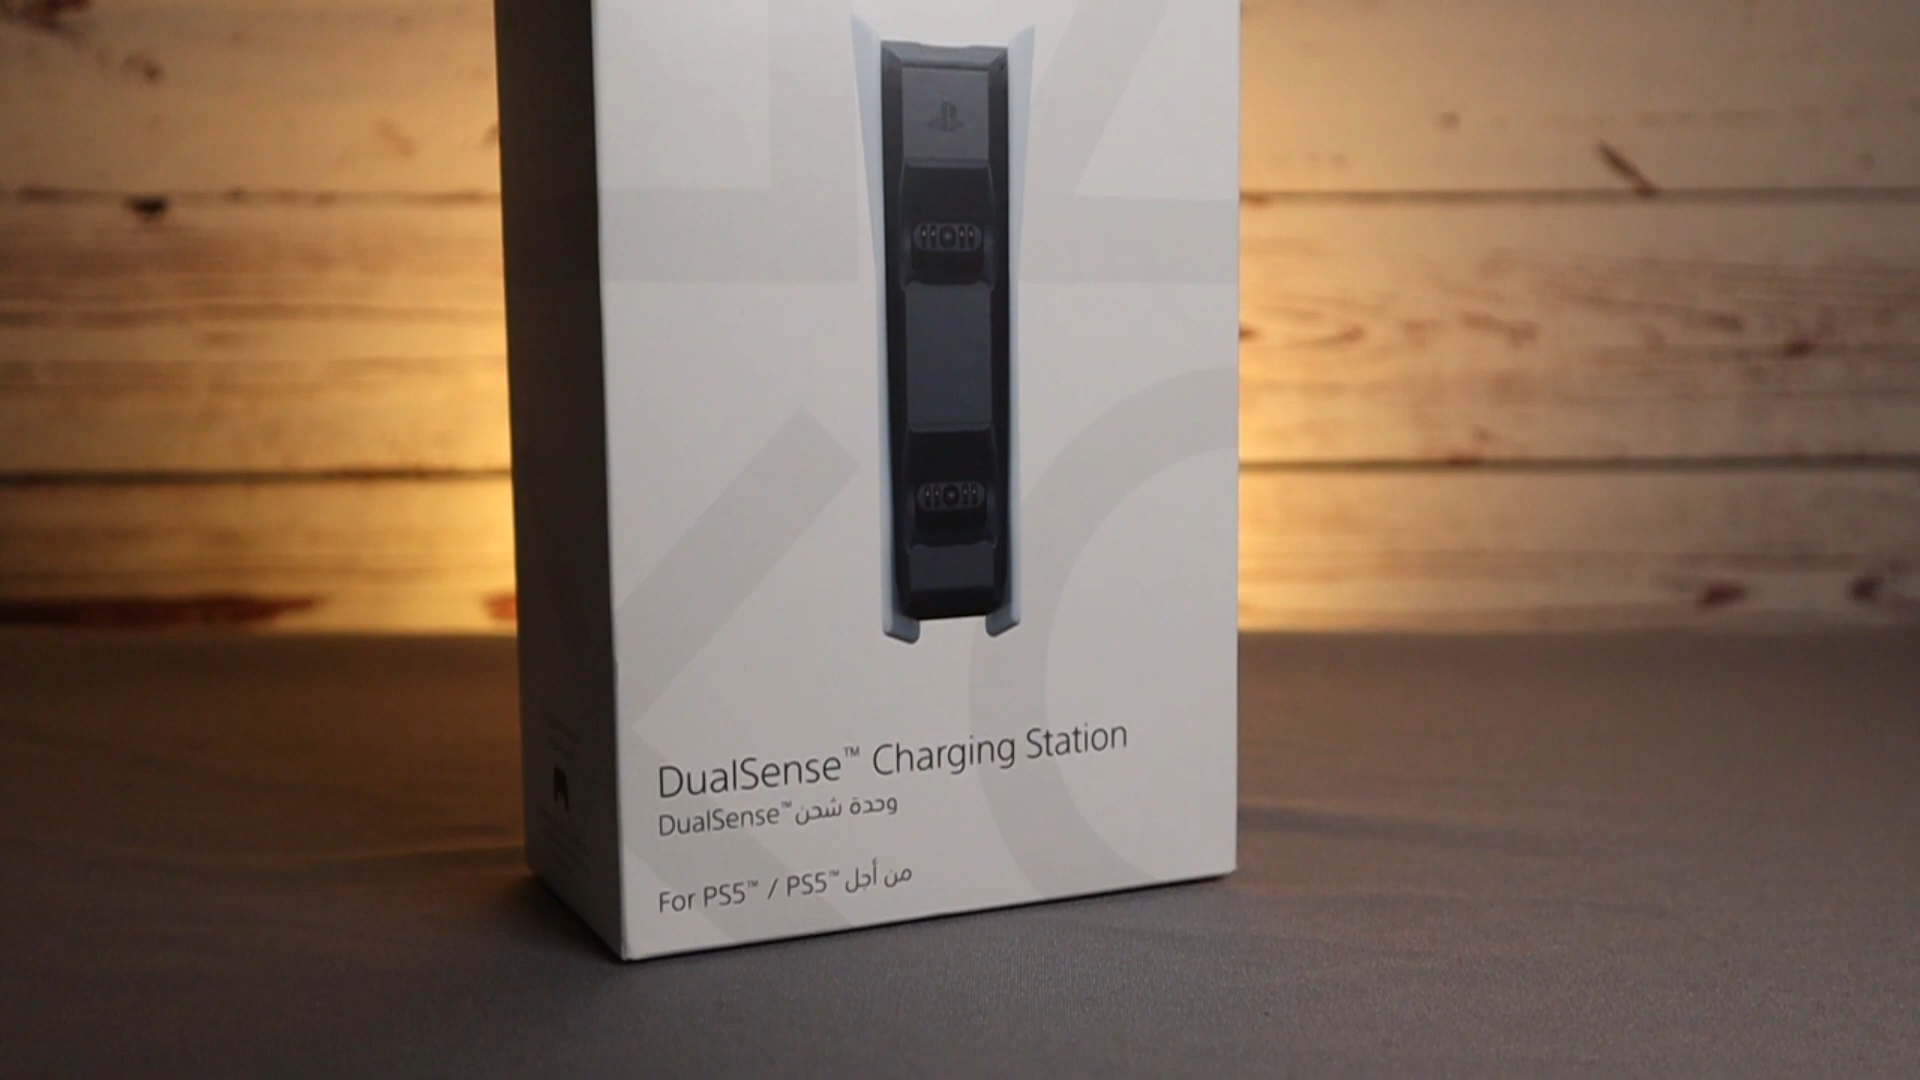 DualSense™ Charging Station
DualSense™ وحدة شحن
For PS5™ / PS5™ من أجل